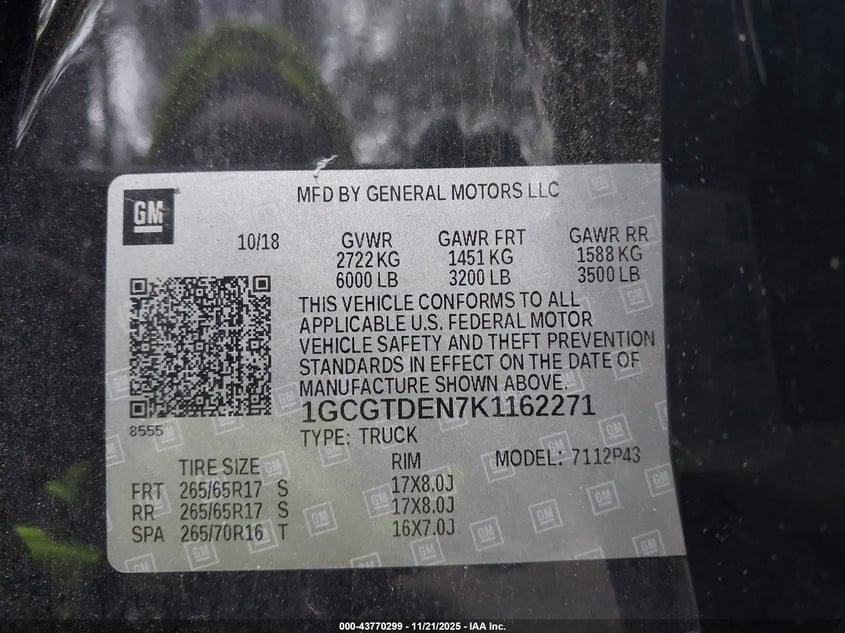 MFD BY GENERAL MOTORS LLC
GM
10/18 GVWR GAWR FRT GAWR RR
2722 KG 1451 KG 1588 KG
6000 LB 3200 LB 3500 LB
THIS VEHICLE CONFORMS TO ALL
APPLICABLE U.S. FEDERAL MOTOR
VEHICLE SAFETY AND THEFT PREVENTION
STANDARDS IN EFFECT ON THE DATE OF
MANUFACTURE SHOWN ABOVE.
8555
1GCGTDEN7K1162271
TYPE: TRUCK
TIRE SIZE RIM MODEL: 7112P43
FRT 265/65R17 S 17X8.0J
RR 265/65R17 S 17X8.0J
SPA 265/70R16 T 16X7.0J
000-43770299 - 11/21/2025 - IAA Inc.